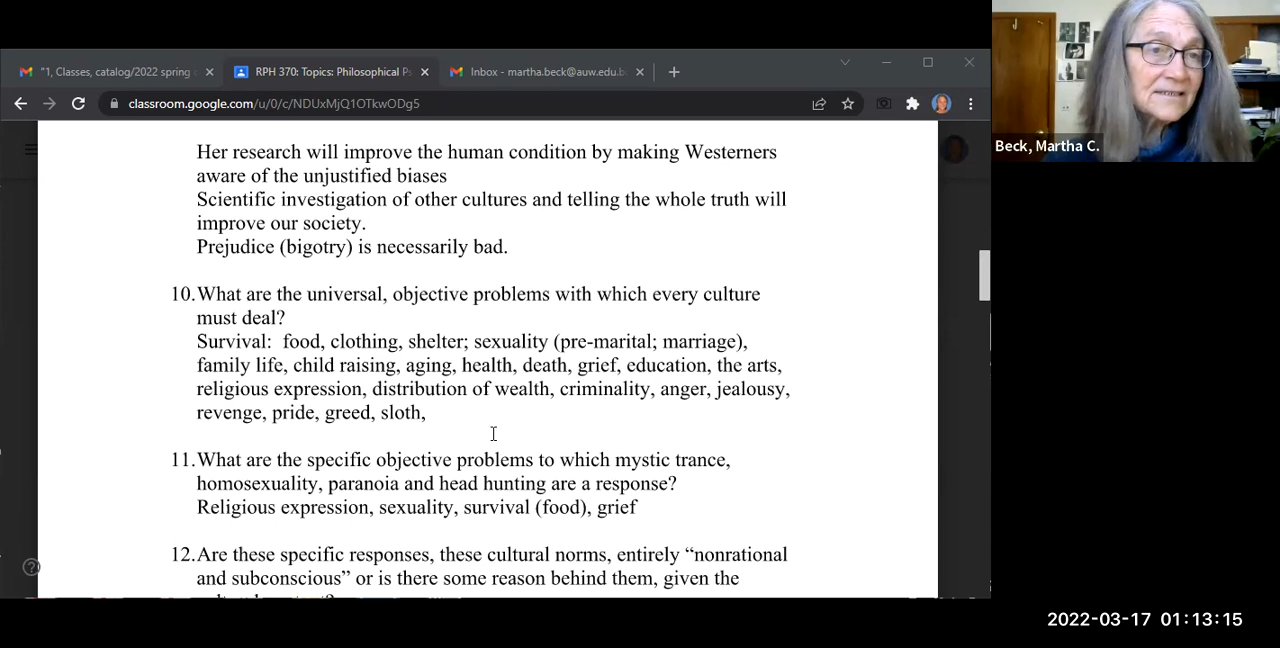 "1, Classes, catalog/2022 spring
RPH 370: Topics: Philosophical Ps
Inbox - martha.beck@auw.edu.b
classroom.google.com/u/0/c/NDUxMjQ1OTkwODg5
Beck, Martha C.
Her research will improve the human condition by making Westerners
aware of the unjustified biases
Scientific investigation of other cultures and telling the whole truth will
improve our society.
Prejudice (bigotry) is necessarily bad.
10. What are the universal, objective problems with which every culture
must deal?
Survival: food, clothing, shelter; sexuality (pre-marital; marriage),
family life, child raising, aging, health, death, grief, education, the arts,
religious expression, distribution of wealth, criminality, anger, jealousy,
revenge, pride, greed, sloth,
11. What are the specific objective problems to which mystic trance,
homosexuality, paranoia and head hunting are a response?
Religious expression, sexuality, survival (food), grief
12. Are these specific responses, these cultural norms, entirely “nonrational
and subconscious” or is there some reason behind them, given the
2022-03-17 01:13:15